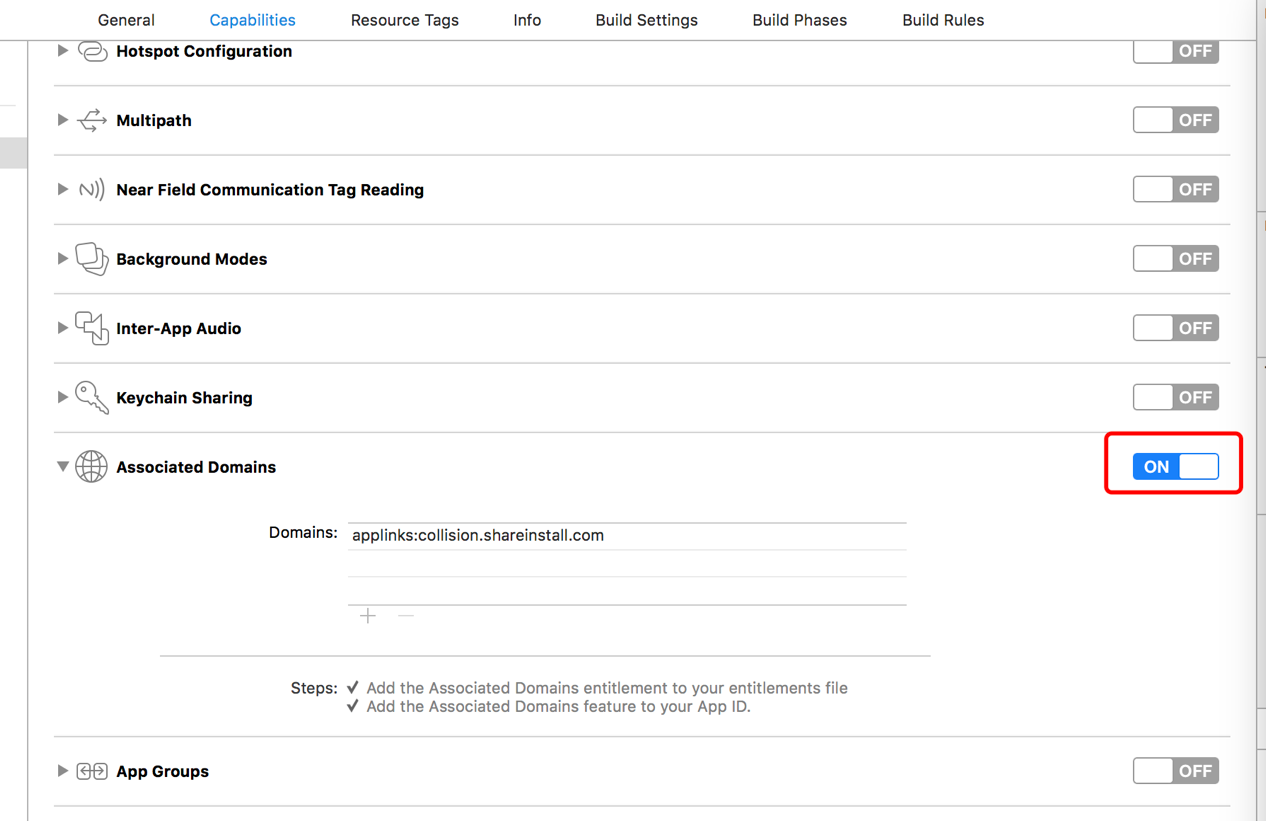 General Capabilities Resource Tags Info Build Settings Build Phases Build Rules
Hotspot Configuration OFF
Multipath OFF
Near Field Communication Tag Reading OFF
Background Modes OFF
Inter-App Audio OFF
Keychain Sharing OFF
Associated Domains ON
Domains: applinks:collision.shareinstall.com
Steps: ✓ Add the Associated Domains entitlement to your entitlements file
✓ Add the Associated Domains feature to your App ID.
App Groups OFF